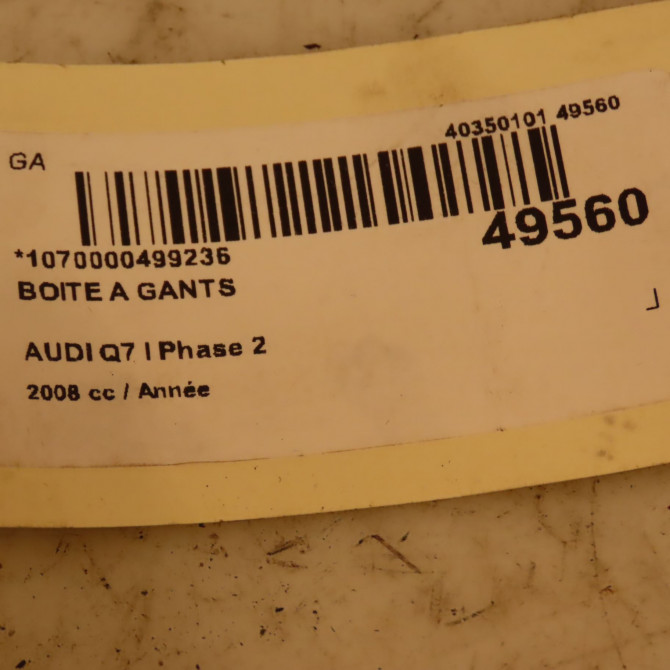 40350101 49560
GA
49560
*1070000499236
BOITE A GANTS
AUDI Q7 I Phase 2
2008 cc / Année